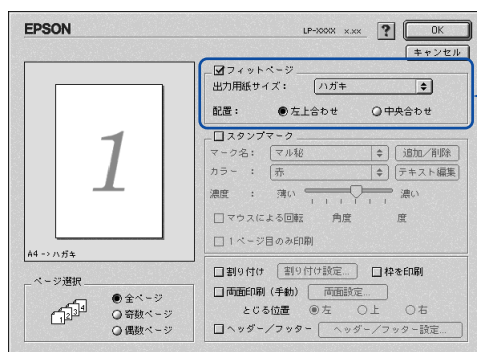 EPSON
LP-XXXX x.xx
?
OK
キャンセル
フィットページ
出力用紙サイズ： ハガキ
配置： 左上合わせ 中央合わせ
スタンプマーク
マーク名： マル秘 追加／削除
カラー ： 赤 テキスト編集
濃度 ： 薄い 濃い
マウスによる回転 角度 度
1ページ目のみ印刷
1
A4 -> ハガキ
ページ選択
1 2 3 4
全ページ
奇数ページ
偶数ページ
割り付け 割り付け設定... 枠を印刷
両面印刷（手動） 両面設定...
とじる位置 左 上 右
ヘッダー／フッター ヘッダー／フッター設定...